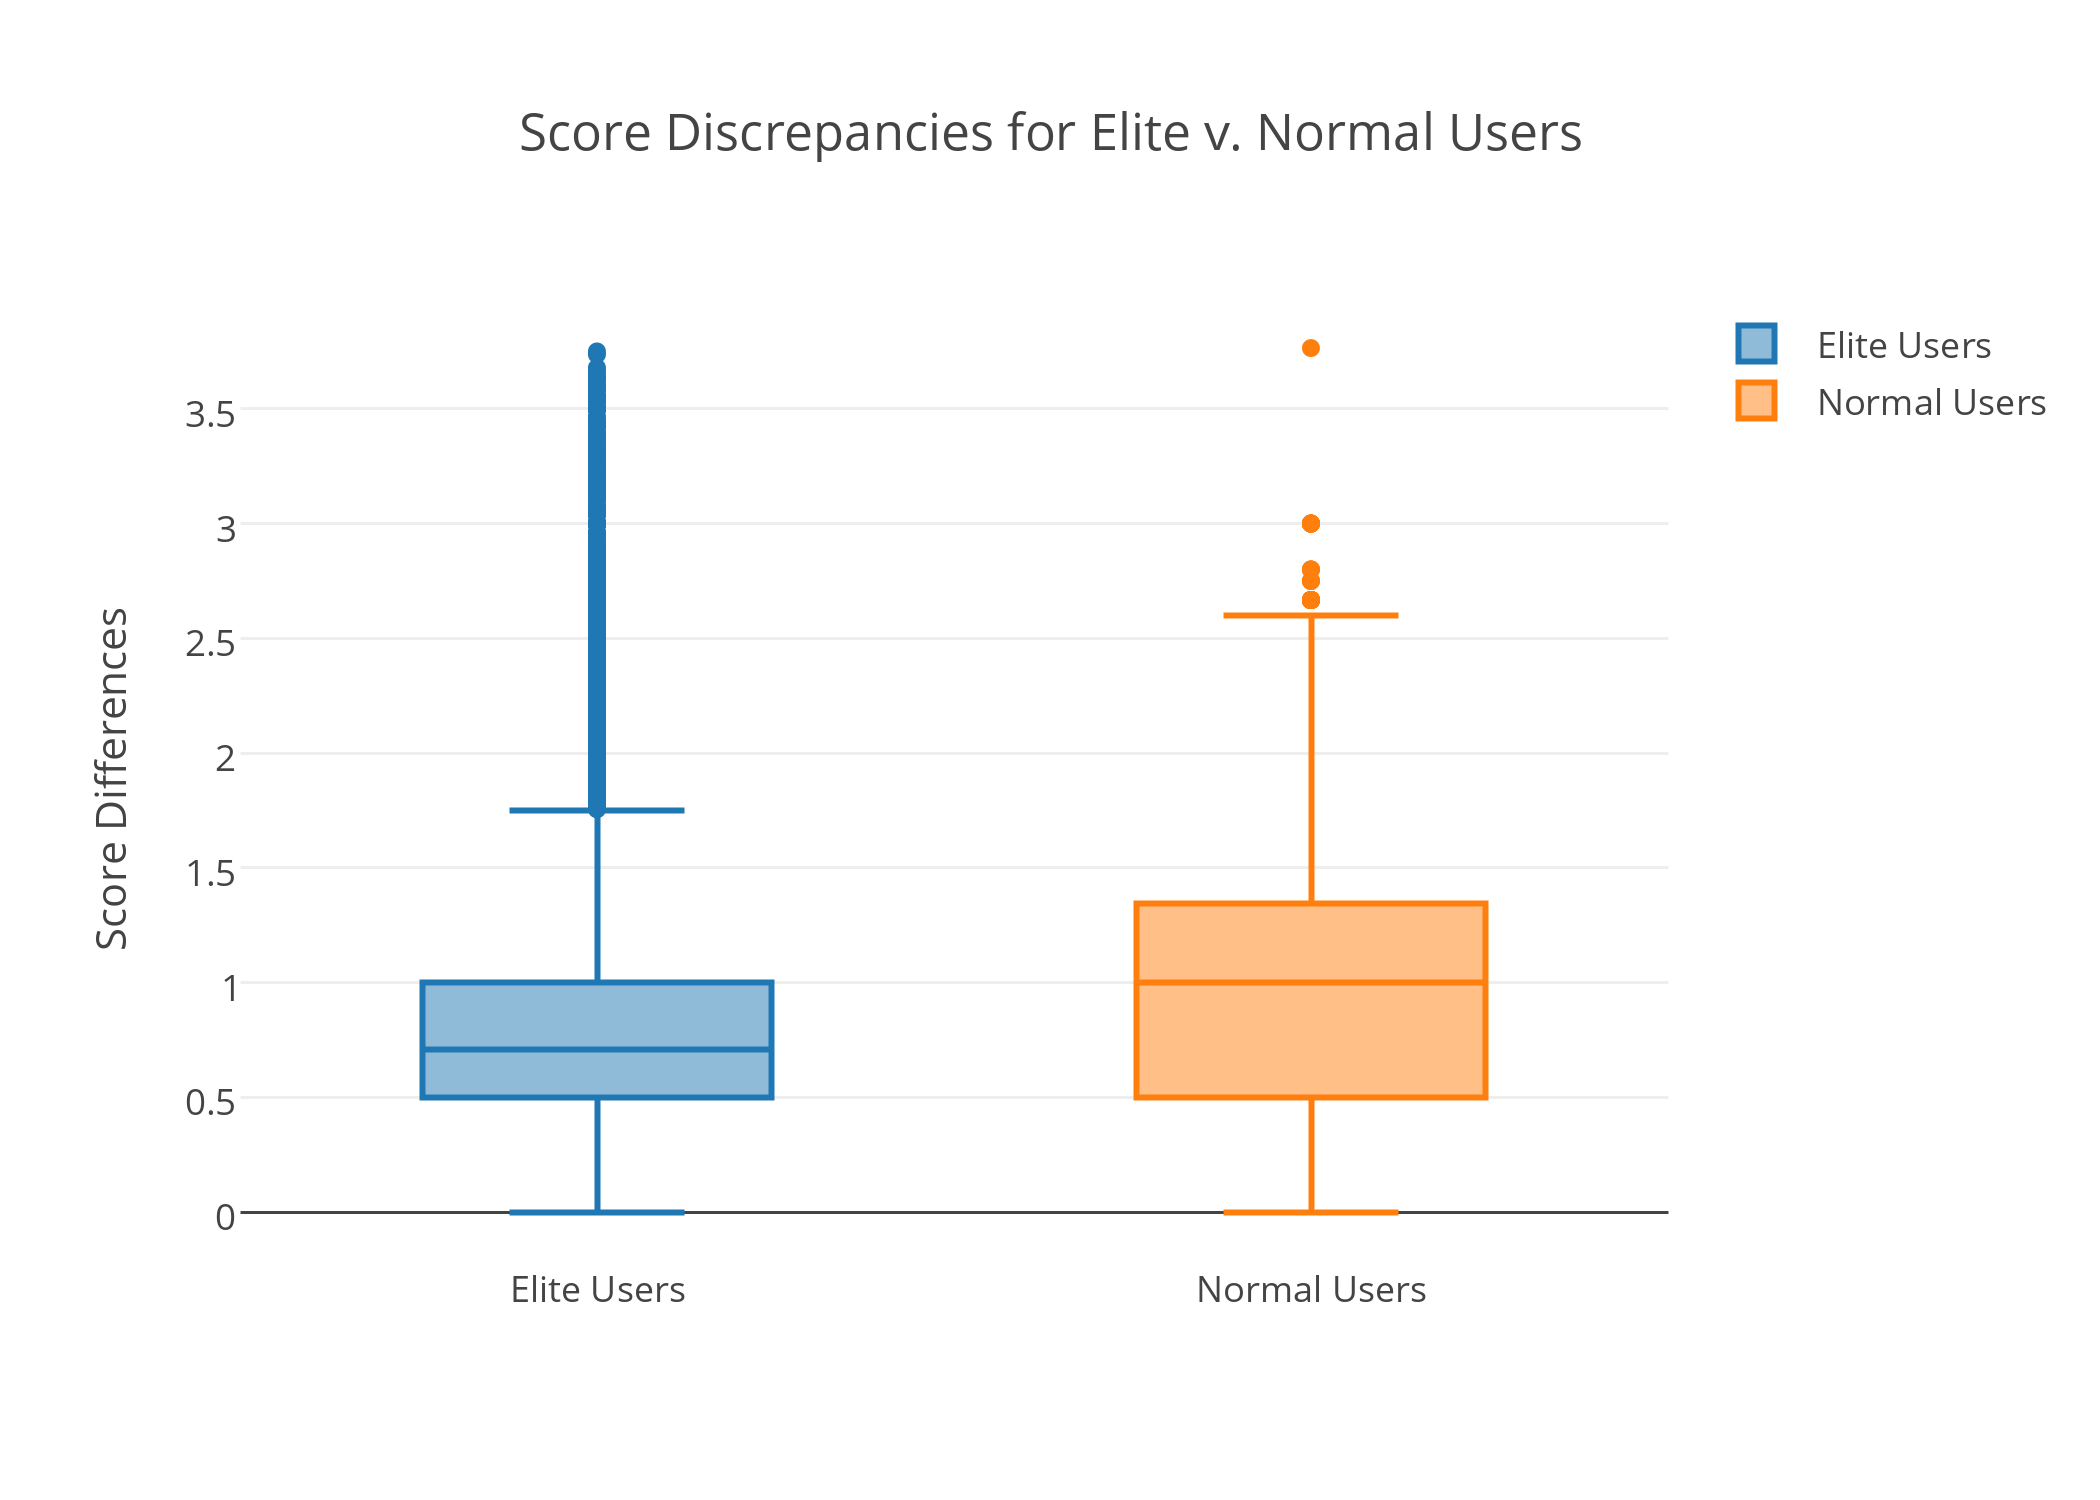 Score Discrepancies for Elite v. Normal Users
Elite Users
Normal Users
3.5
3
2.5
2
1.5
1
0.5
0
Score Differences
Elite Users
Normal Users